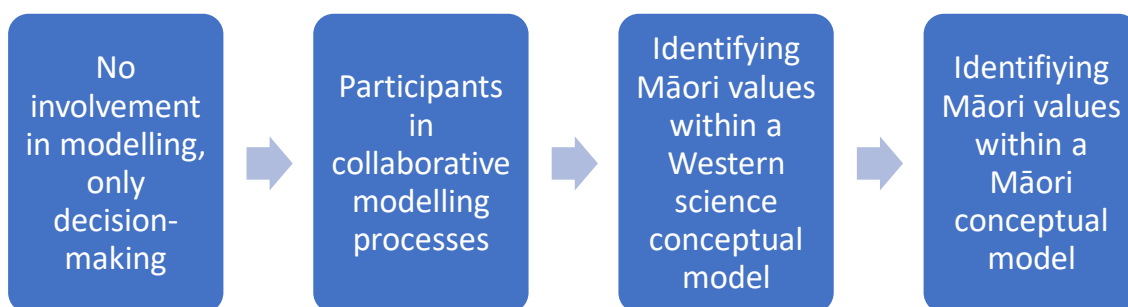 No
involvement
in modelling,
only
decision-
making
Participants
in
collaborative
modelling
processes
Identifying
Māori values
within a
Western
science
conceptual
model
Identifiying
Māori values
within a
Māori
conceptual
model